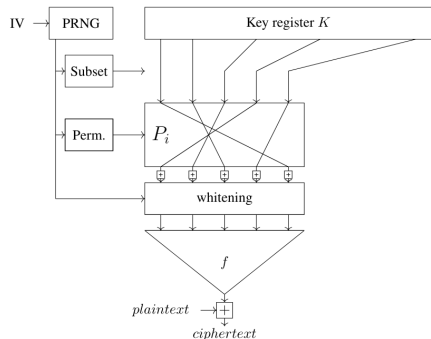 IV PRNG Key register K
Subset
Perm. P_i
+ + + + +
whitening
f
plaintext +
ciphertext